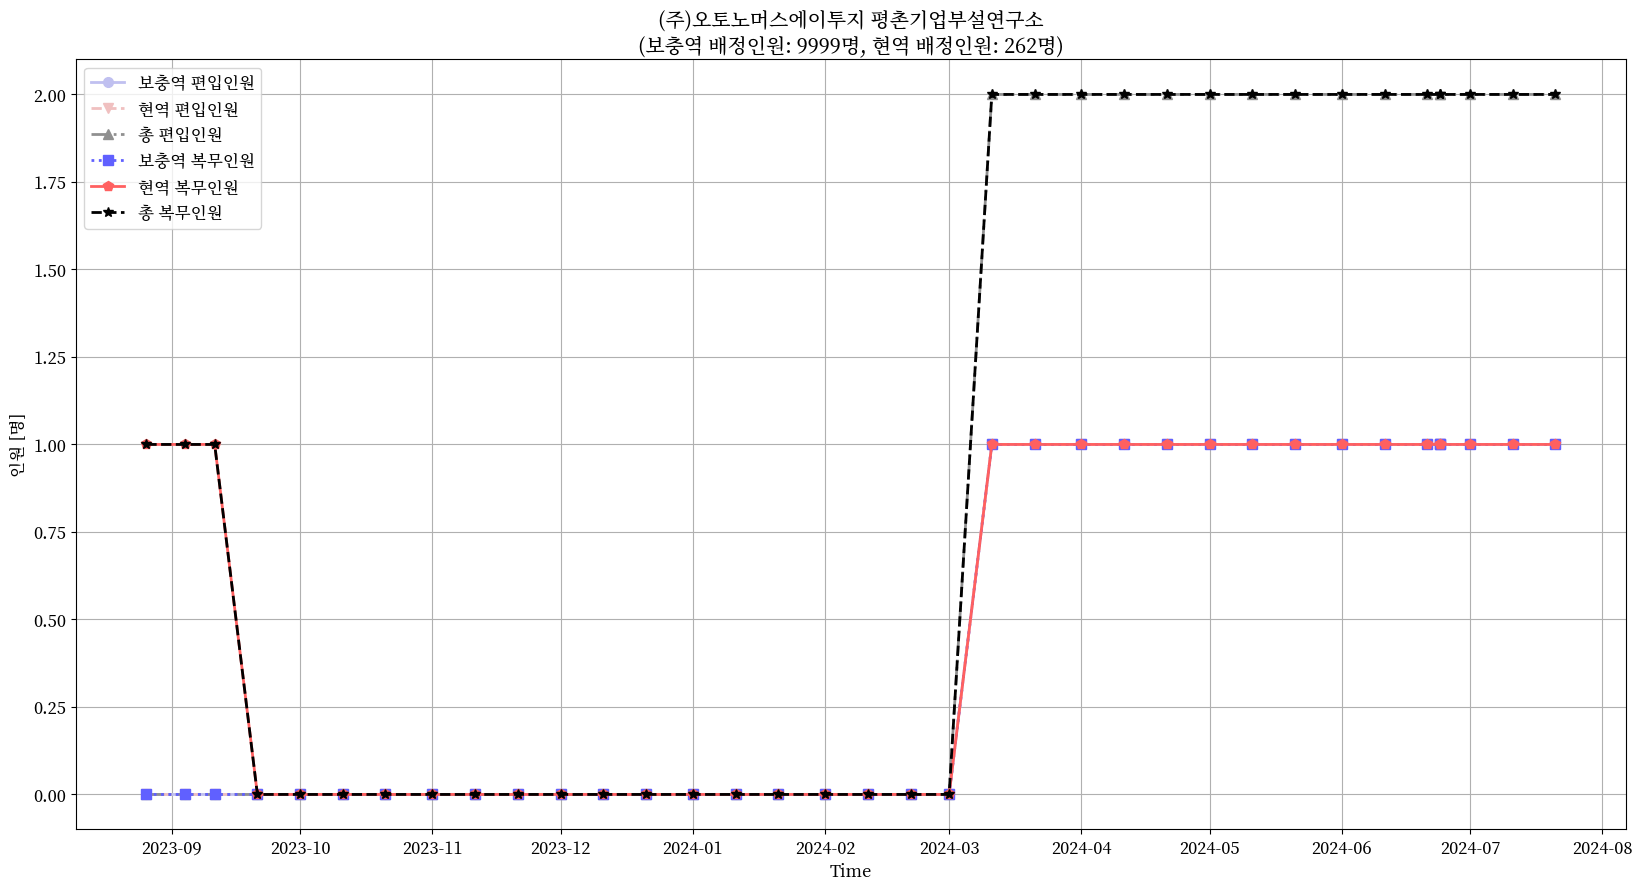 (주)오토노머스에이투지 평촌기업부설연구소
(보충역 배정인원: 9999명, 현역 배정인원: 262명)
보충역 편입인원
현역 편입인원
총 편입인원
보충역 복무인원
현역 복무인원
총 복무인원
2.00
1.75
1.50
1.25
1.00
0.75
0.50
0.25
0.00
인원 [명]
2023-09 2023-10 2023-11 2023-12 2024-01 2024-02 2024-03 2024-04 2024-05 2024-06 2024-07 2024-08
Time